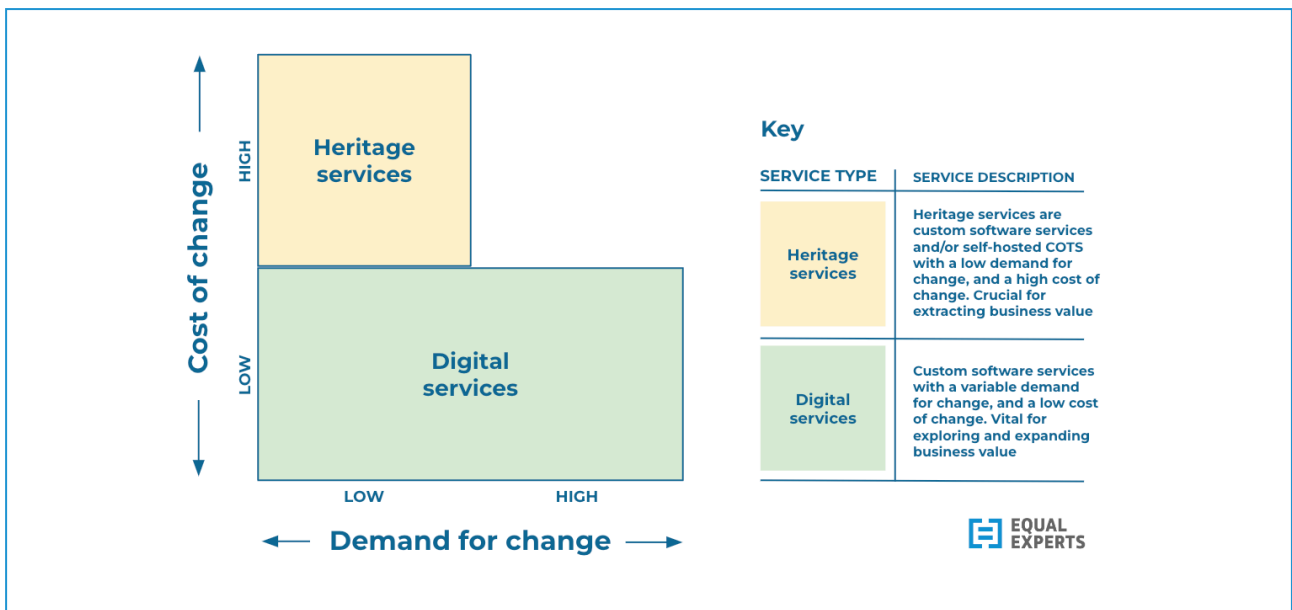 Cost of change
HIGH
LOW
Heritage
services
Digital
services
LOW
HIGH
Demand for change
Key
SERVICE TYPE
SERVICE DESCRIPTION
Heritage
services
Heritage services are
custom software services
and/or self-hosted COTS
with a low demand for
change, and a high cost of
change. Crucial for
extracting business value
Digital
services
Custom software services
with a variable demand
for change, and a low cost
of change. Vital for
exploring and expanding
business value
EQUAL
EXPERTS